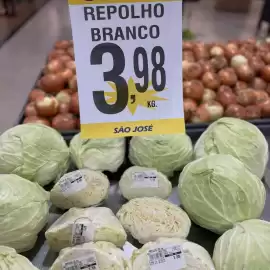 REPOLHO
BRANCO
3,98
KG.
SÃO JOSÉ